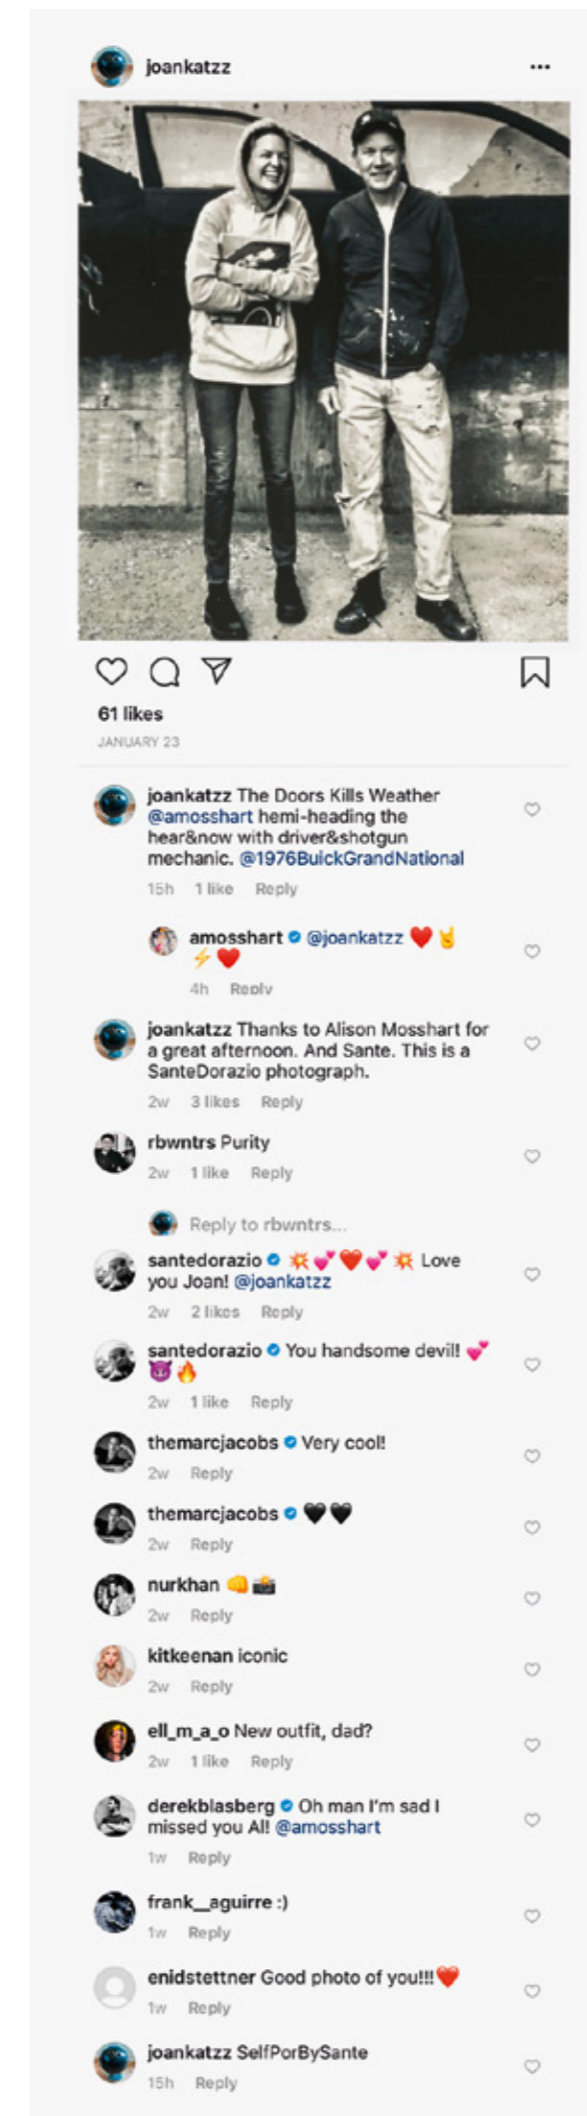 joankatzz
61 likes
JANUARY 23
joankatzz The Doors Kills Weather
@amosshart hemi-heading the
hear&now with driver&shotgun
mechanic. @1976BuickGrandNational
15h 1 like Reply
amosshart @joankatzz ❤️🤘
⚡❤️
4h Reply
joankatzz Thanks to Alison Mosshart for
a great afternoon. And Sante. This is a
SanteDorazio photograph.
2w 3 likes Reply
rbwntrs Purity
2w 1 like Reply
Reply to rbwntrs...
santedorazio 💥💕❤️💕💥 Love
you Joan! @joankatzz
2w 2 likes Reply
santedorazio You handsome devil! 💕
😈🔥
2w 1 like Reply
themarcjacobs Very cool!
2w Reply
themarcjacobs 🖤🖤
2w Reply
nurkhan 👊📸
2w Reply
kitkeenan iconic
2w Reply
ell_m_a_o New outfit, dad?
2w 1 like Reply
derekblasberg Oh man I'm sad I
missed you Al! @amosshart
1w Reply
frank__aguirre :)
1w Reply
enidstettner Good photo of you!!!❤️
1w Reply
joankatzz SelfPorBySante
15h Reply